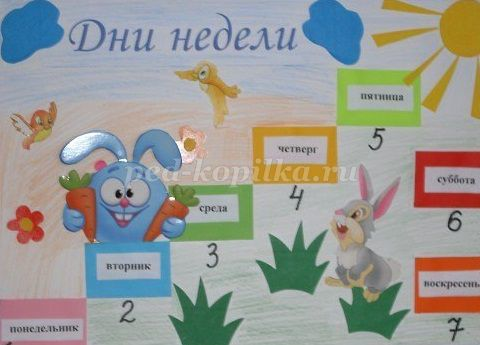 Дни недели
пятница
5
четверг
4
ped-kopilka.ru
суббота
6
среда
3
вторник
2
воскресень
7
понедельник